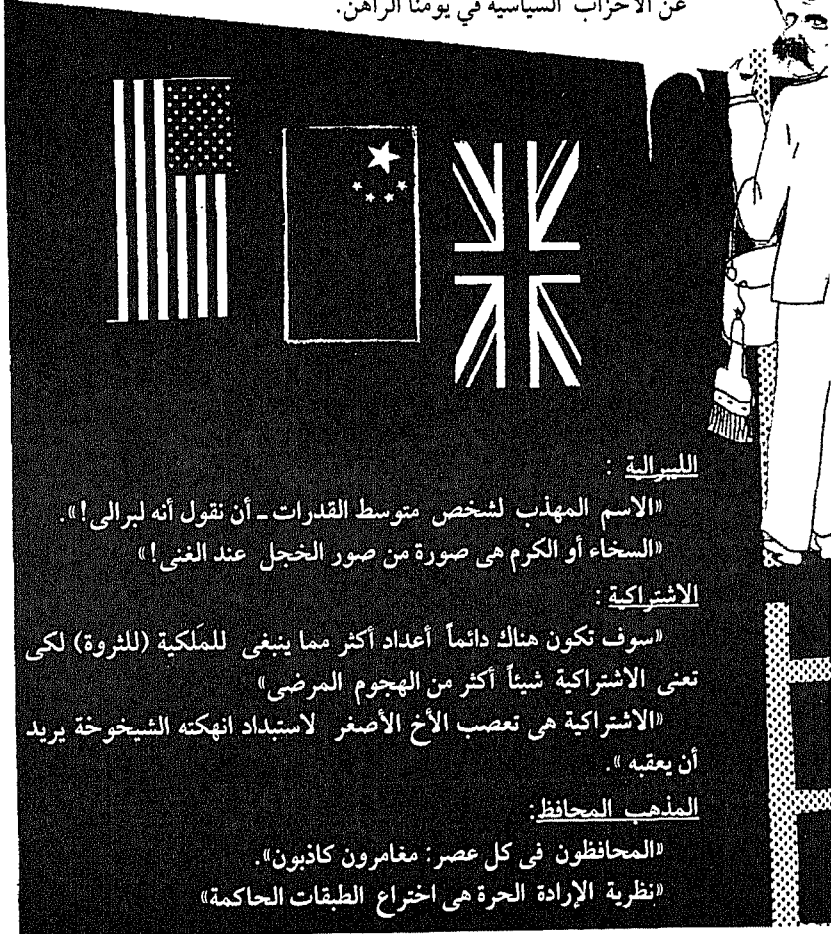 عن الأحزاب السياسية في يومنا الراهن.
الليبرالية :
«الاسم المهذب لشخص متوسط القدرات ـ أن نقول أنه لبرالى!».
«السخاء أو الكرم هى صورة من صور الخجل عند الغنى!»
الاشتراكية :
«سوف تكون هناك دائماً أعداد أكثر مما ينبغى للمَلكية (للثروة) لكى
تعنى الاشتراكية شيئاً أكثر من الهجوم المرضى»
«الاشتراكية هى تعصب الأخ الأصغر لاستبداد انهكته الشيخوخة يريد
أن يعقبه».
المذهب المحافظ:
«المحافظون فى كل عصر: مغامرون كاذبون».
«نظرية الإرادة الحرة هى اختراع الطبقات الحاكمة»